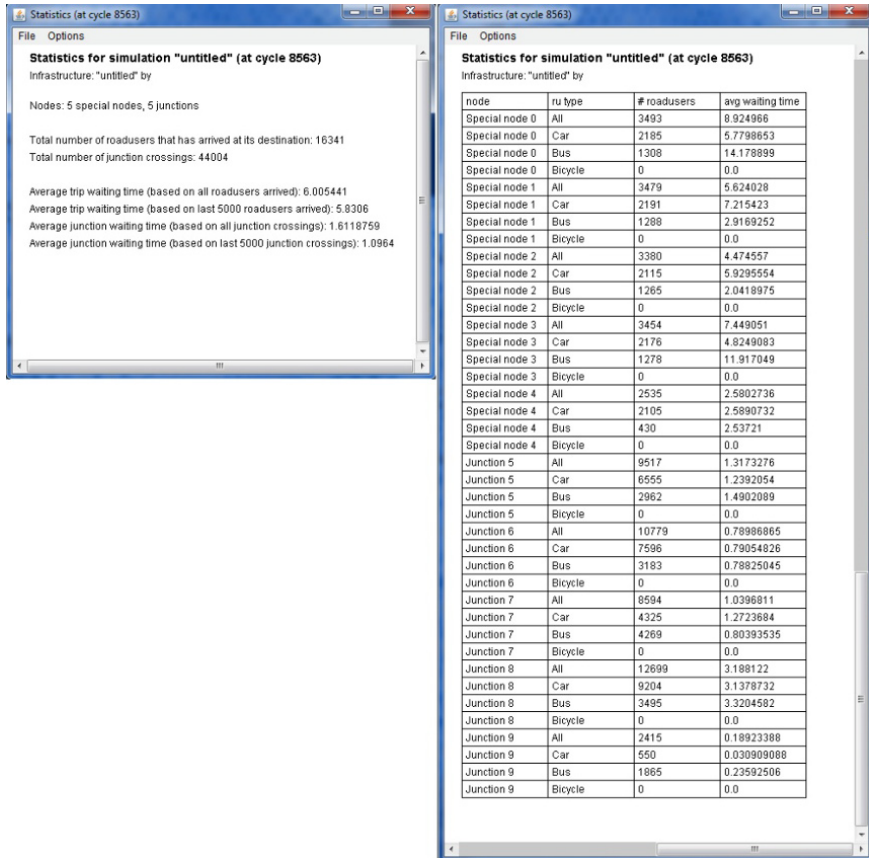 Statistics (at cycle 8563)
File Options
Statistics for simulation "untitled" (at cycle 8563)
Infrastructure: "untitled" by
Nodes: 5 special nodes, 5 junctions
Total number of roadusers that has arrived at its destination: 16341
Total number of junction crossings: 44004
Average trip waiting time (based on all roadusers arrived): 6.005441
Average trip waiting time (based on last 5000 roadusers arrived): 5.8306
Average junction waiting time (based on all junction crossings): 1.6118759
Average junction waiting time (based on last 5000 junction crossings): 1.0964
Statistics (at cycle 8563)
File Options
Statistics for simulation "untitled" (at cycle 8563)
Infrastructure: "untitled" by
node ru type # roadusers avg waiting time
Special node 0 All 3493 8.924966
Special node 0 Car 2185 5.7798653
Special node 0 Bus 1308 14.178899
Special node 0 Bicycle 0 0.0
Special node 1 All 3479 5.624028
Special node 1 Car 2191 7.215423
Special node 1 Bus 1288 2.9169252
Special node 1 Bicycle 0 0.0
Special node 2 All 3380 4.474557
Special node 2 Car 2115 5.9295554
Special node 2 Bus 1265 2.0418975
Special node 2 Bicycle 0 0.0
Special node 3 All 3454 7.449051
Special node 3 Car 2176 4.8249083
Special node 3 Bus 1278 11.917049
Special node 3 Bicycle 0 0.0
Special node 4 All 2535 2.5802736
Special node 4 Car 2105 2.5890732
Special node 4 Bus 430 2.53721
Special node 4 Bicycle 0 0.0
Junction 5 All 9517 1.3173276
Junction 5 Car 6555 1.2392054
Junction 5 Bus 2962 1.4902089
Junction 5 Bicycle 0 0.0
Junction 6 All 10779 0.78986865
Junction 6 Car 7596 0.79054826
Junction 6 Bus 3183 0.78825045
Junction 6 Bicycle 0 0.0
Junction 7 All 8594 1.0396811
Junction 7 Car 4325 1.2723684
Junction 7 Bus 4269 0.80393535
Junction 7 Bicycle 0 0.0
Junction 8 All 12699 3.188122
Junction 8 Car 9204 3.1378732
Junction 8 Bus 3495 3.3204582
Junction 8 Bicycle 0 0.0
Junction 9 All 2415 0.18923388
Junction 9 Car 550 0.030909088
Junction 9 Bus 1865 0.23592506
Junction 9 Bicycle 0 0.0